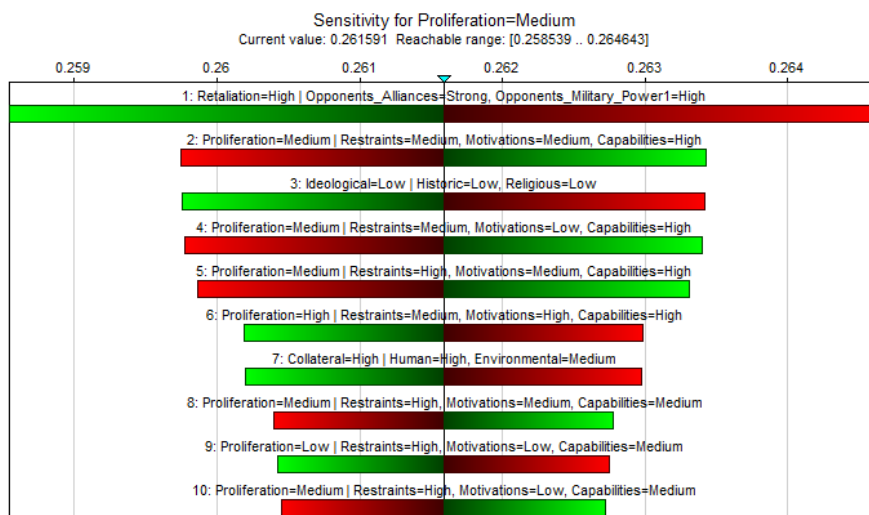 Sensitivity for Proliferation=Medium
Current value: 0.261591 Reachable range: [0.258539 .. 0.264643]
0.259 0.26 0.261 0.262 0.263 0.264
1: Retaliation=High | Opponents_Alliances=Strong, Opponents_Military_Power1=High
2: Proliferation=Medium | Restraints=Medium, Motivations=Medium, Capabilities=High
3: Ideological=Low | Historic=Low, Religious=Low
4: Proliferation=Medium | Restraints=Medium, Motivations=Low, Capabilities=High
5: Proliferation=Medium | Restraints=High, Motivations=Medium, Capabilities=High
6: Proliferation=High | Restraints=Medium, Motivations=High, Capabilities=High
7: Collateral=High | Human=High, Environmental=Medium
8: Proliferation=Medium | Restraints=High, Motivations=Medium, Capabilities=Medium
9: Proliferation=Low | Restraints=High, Motivations=Low, Capabilities=Medium
10: Proliferation=Medium | Restraints=High, Motivations=Low, Capabilities=Medium